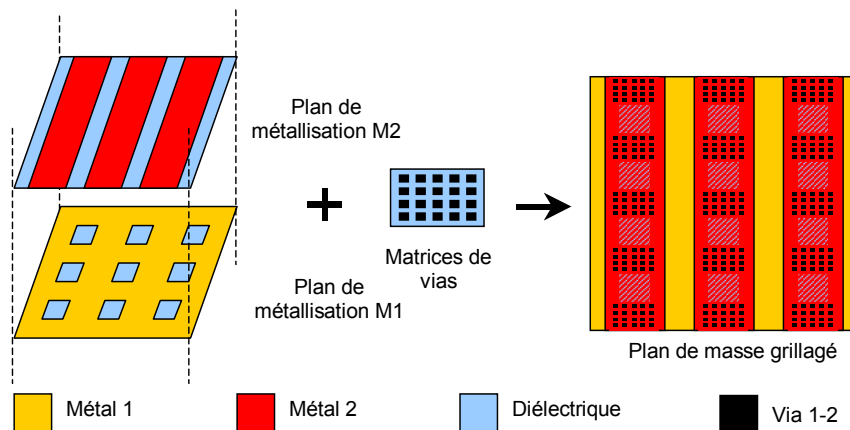 Plan de
métallisation M2
Matrices de
vias
Plan de
métallisation M1
Plan de masse grillagé
Métal 1
Métal 2
Diélectrique
Via 1-2